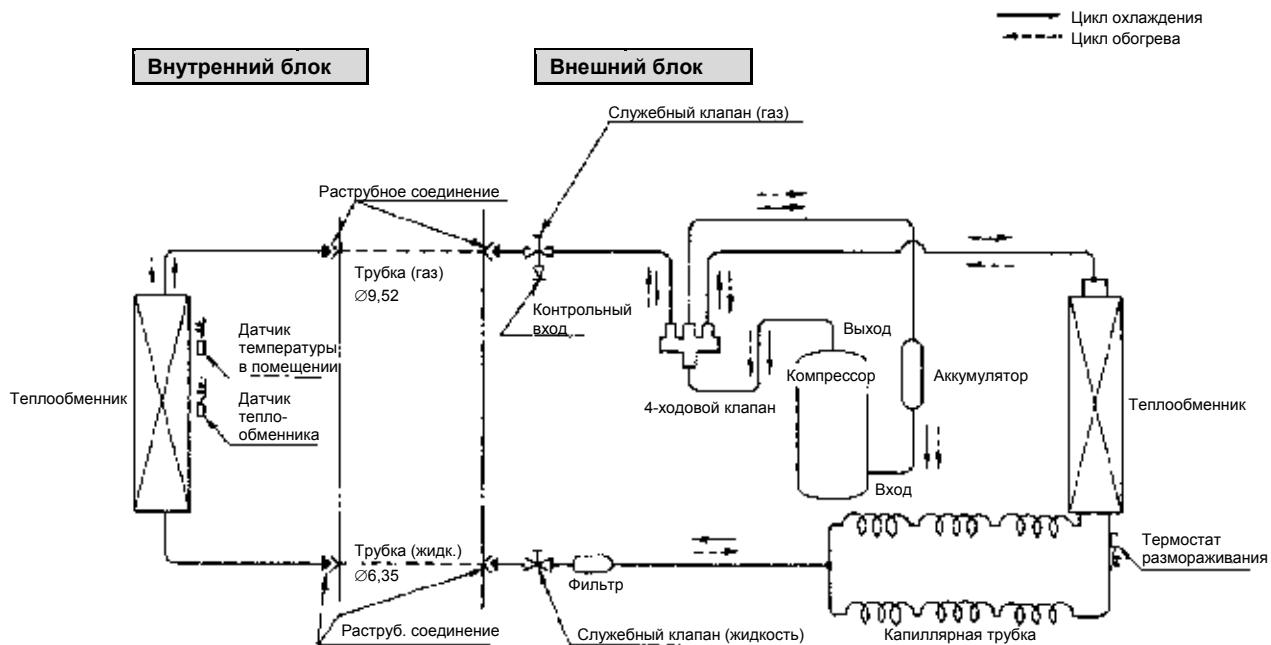 Цикл охлаждения
Цикл обогрева
Внутренний блок
Внешний блок
Служебный клапан (газ)
Раструбное соединение
Трубка (газ)
∅9,52
Контрольный
вход
Датчик
температуры
в помещении
Выход
Компрессор
Аккумулятор
Теплообменник
Датчик
тепло-
обменника
4-ходовой клапан
Теплообменник
Вход
Трубка (жидк.)
∅6,35
Фильтр
Термостат
размораживания
Раструб. соединение
Служебный клапан (жидкость)
Капиллярная трубка